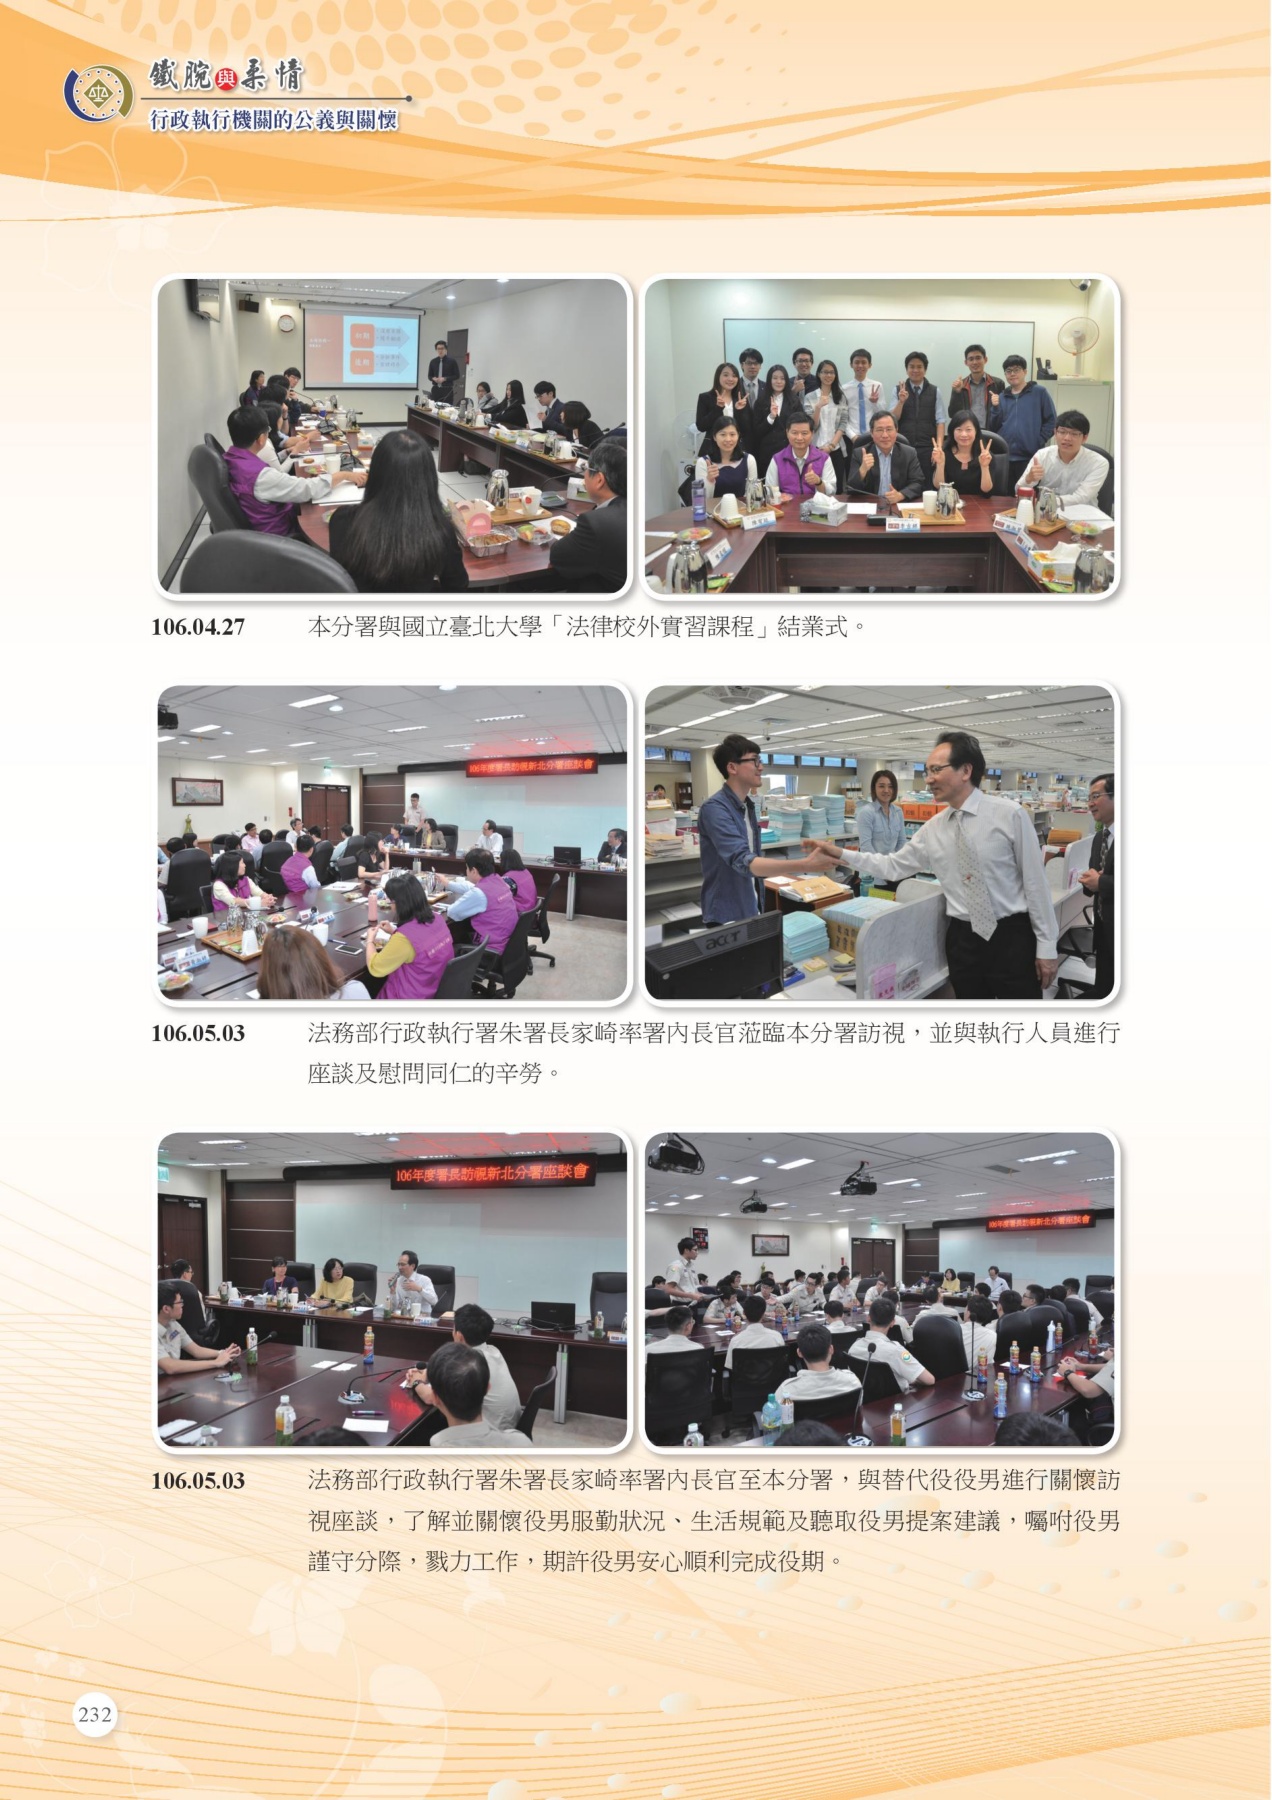 鐵腕與柔情
行政執行機關的公義與關懷
106.04.27 本分署與國立臺北大學「法律校外實習課程」結業式。
106年度署長訪視新北分署座談會
acer
106.05.03 法務部行政執行署朱署長家崎率署內長官蒞臨本分署訪視,並與執行人員進行
座談及慰問同仁的辛勞。
106年度署長訪視新北分署座談會
106年度署長訪視新北分署座談會
106.05.03 法務部行政執行署朱署長家崎率署內長官至本分署,與替代役役男進行關懷訪
視座談,了解並關懷役男服勤狀況、生活規範及聽取役男提案建議,囑咐役男
謹守分際,戮力工作,期許役男安心順利完成役期。
232